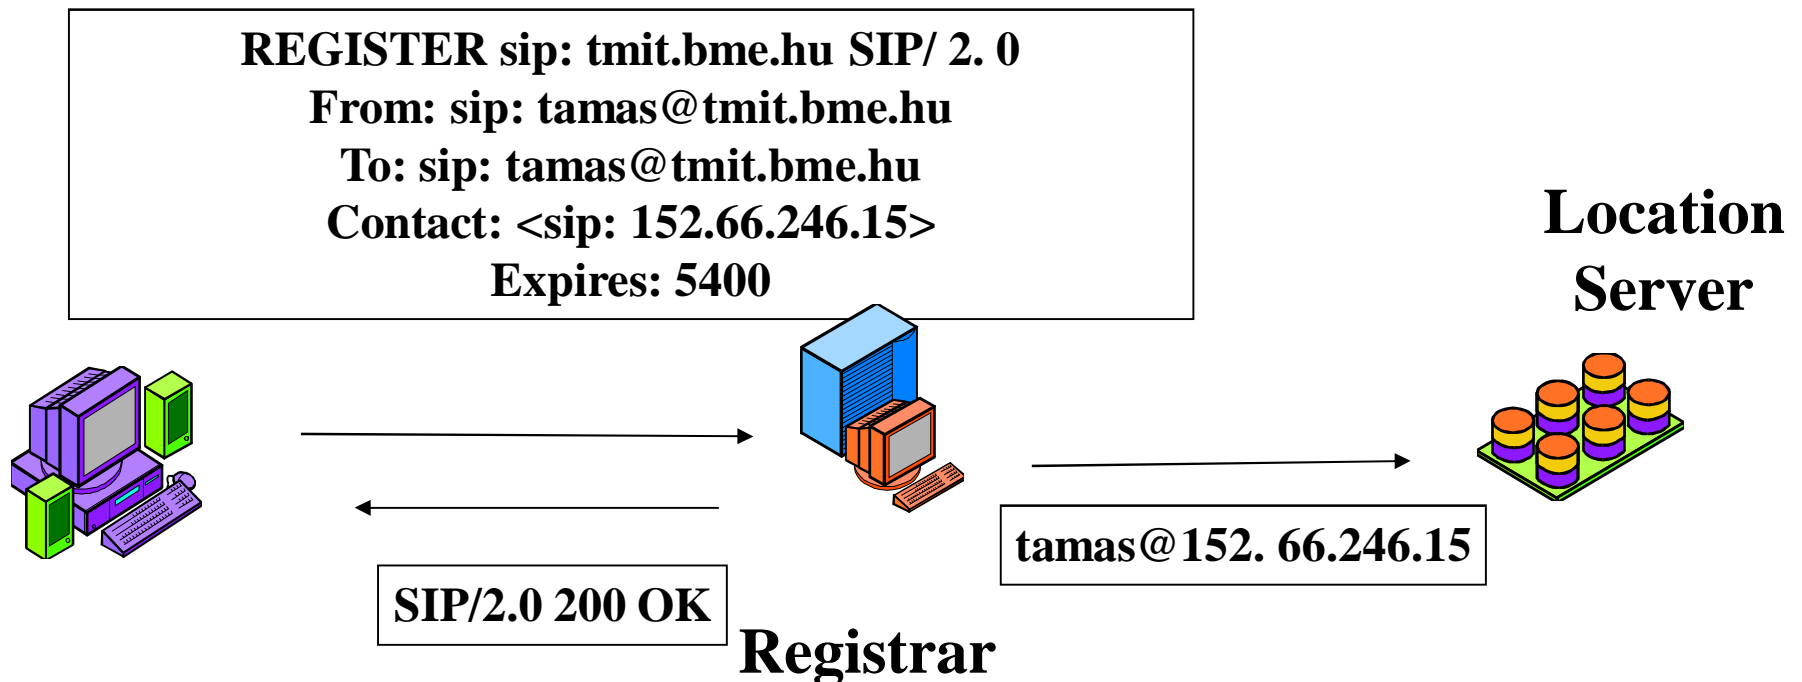 REGISTER sip: tmit.bme.hu SIP/ 2. 0
From: sip: tamas@tmit.bme.hu
To: sip: tamas@tmit.bme.hu
Contact: <sip: 152.66.246.15>
Expires: 5400
Location
Server
tamas@152. 66.246.15
SIP/2.0 200 OK
Registrar